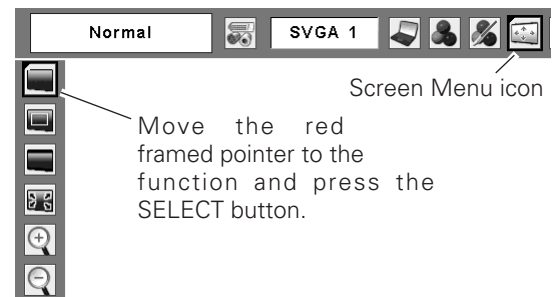 Normal
SVGA 1
Screen Menu icon
Move the red
framed pointer to the
function and press the
SELECT button.